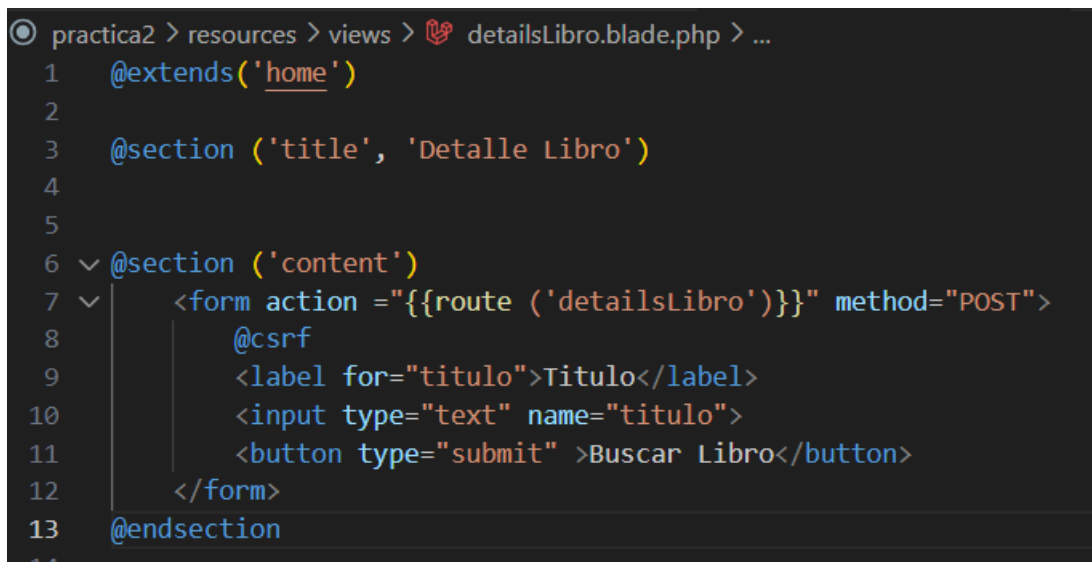 practica2 > resources > views > detailsLibro.blade.php > ...
1 @extends('home')
2
3 @section ('title', 'Detalle Libro')
4
5
6 @section ('content')
7 <form action ="{{route ('detailsLibro')}}" method="POST">
8 @csrf
9 <label for="titulo">Titulo</label>
10 <input type="text" name="titulo">
11 <button type="submit" >Buscar Libro</button>
12 </form>
13 @endsection
14